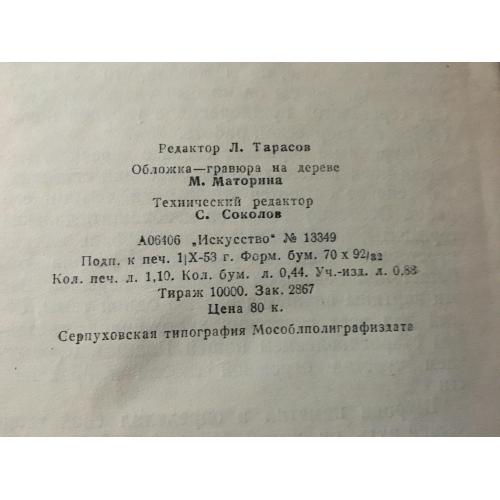 Редактор Л. Тарасов
Обложка—гравюра на дереве
М. Маторина
Технический редактор
С. Соколов
А06406 „Искусство" № 13349
Подп. к печ. 1|X-53 г. Форм. бум. 70 x 92/32
Кол. печ. л. 1,10. Кол. бум. л. 0,44. Уч.-изд. л. 0,88
Тираж 10000. Зак. 2867
Цена 80 к.
Серпуховская типография Мособлполиграфиздата